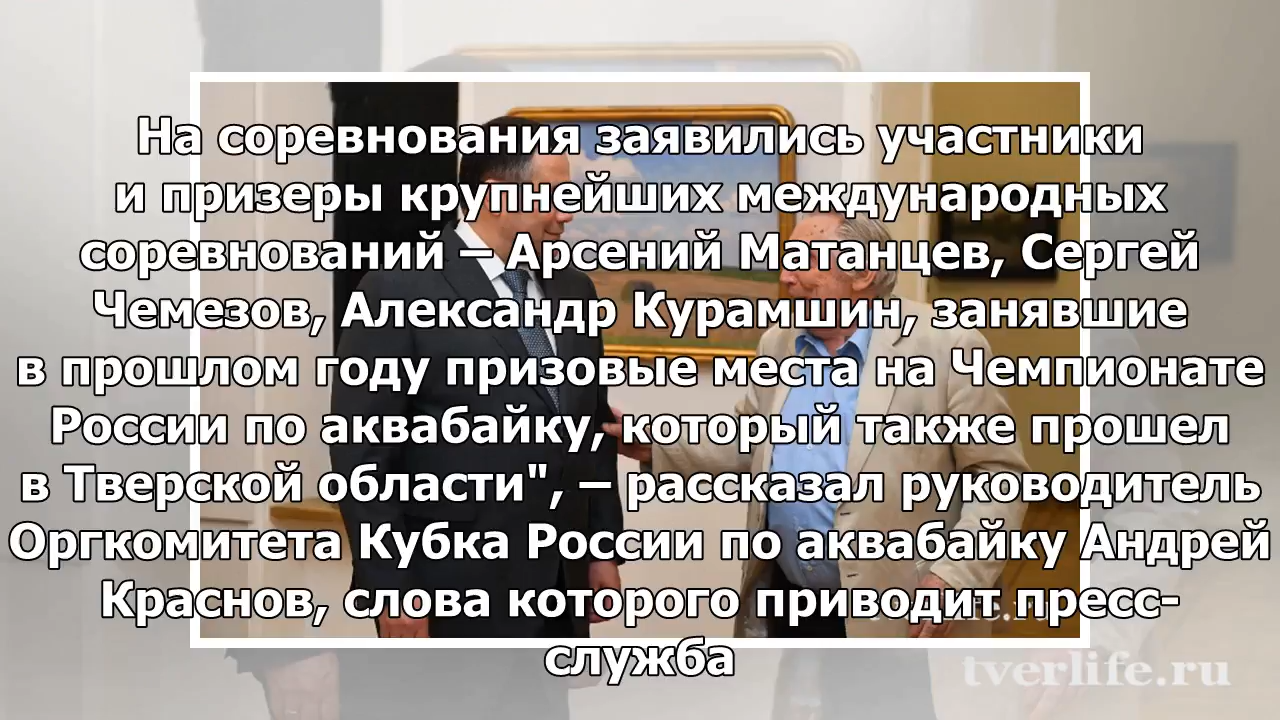 На соревнования заявились участники
и призеры крупнейших международных
соревнований – Арсений Матанцев, Сергей
Чемезов, Александр Курамшин, занявшие
в прошлом году призовые места на Чемпионате
России по аквабайку, который также прошел
в Тверской области", – рассказал руководитель
Оргкомитета Кубка России по аквабайку Андрей
Краснов, слова которого приводит пресс-
служба
tverlife.ru